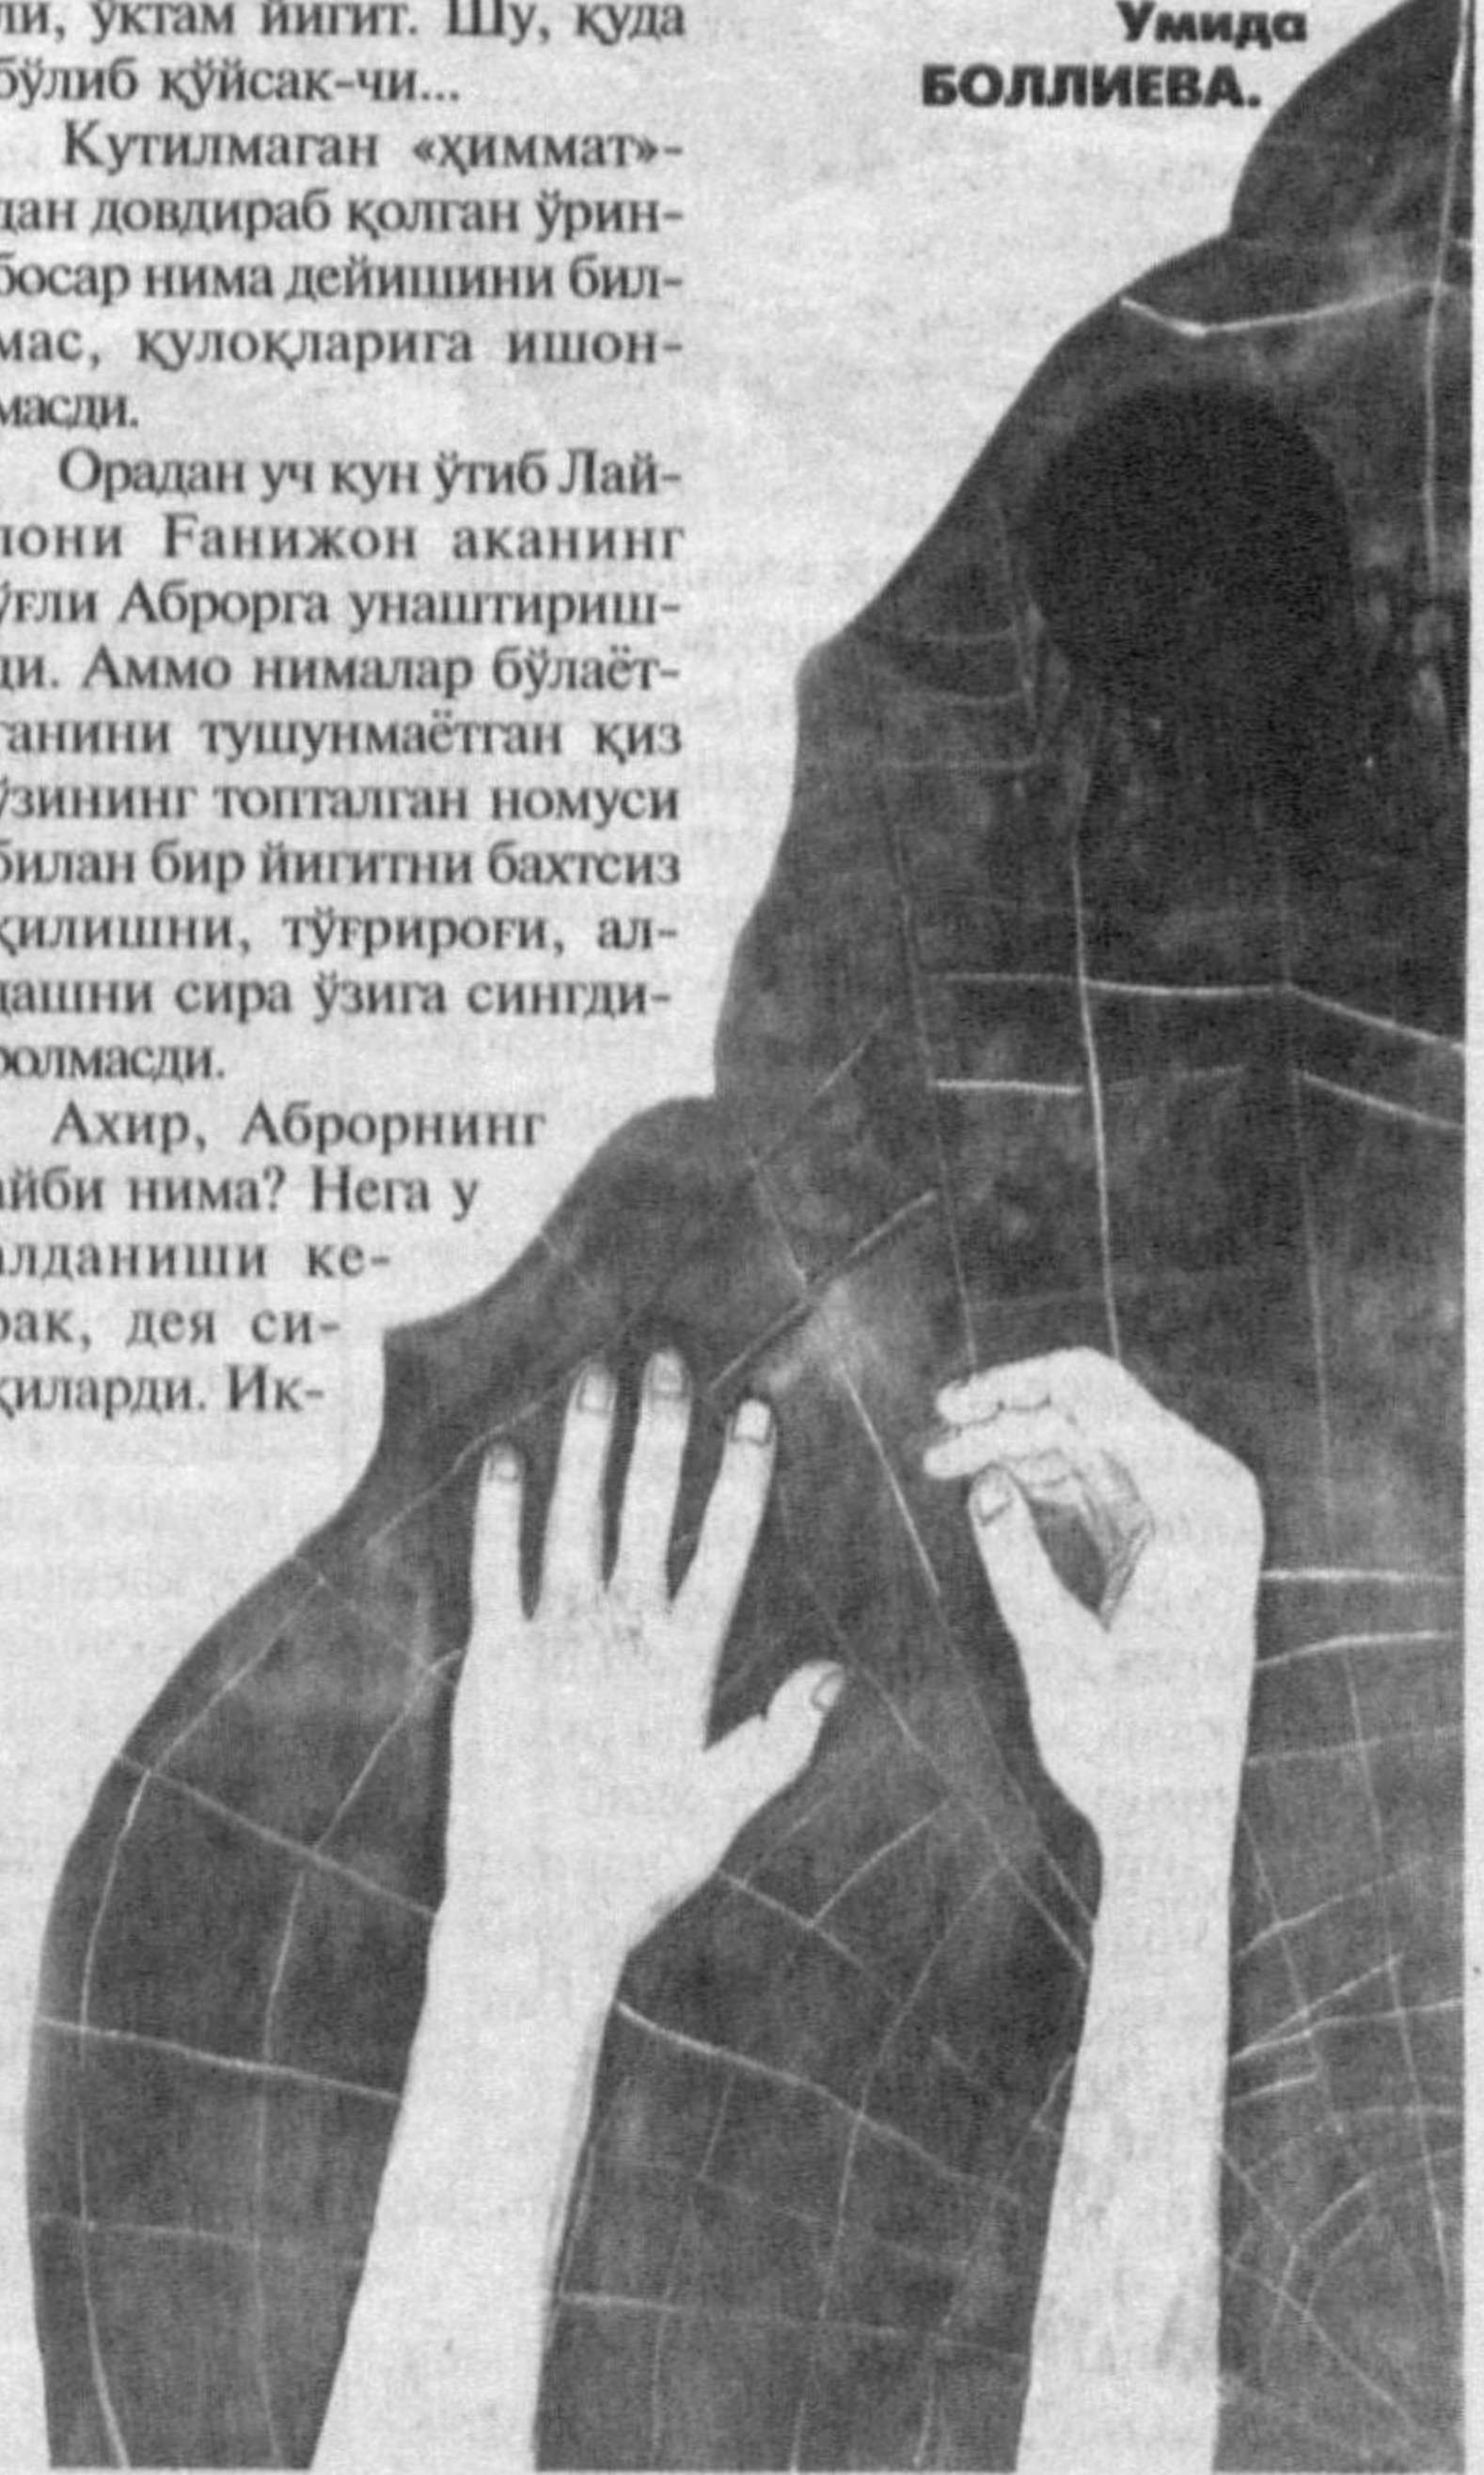 ли, ўктам йигит. Шу, қуда
бўлиб қўйсак-чи...
Кутилмаган «ҳиммат»-
дан довдираб қолган ўрин-
босар нима дейишини бил-
мас, қулоқларига ишон-
масди.
Орадан уч кун ўтиб Лай-
лони Ғанижон аканинг
ўғли Аброрга унаштириш-
ди. Аммо нималар бўлаёт-
ганини тушунмаётган қиз
ўзининг топталган номуси
билан бир йигитни бахтсиз
қилишни, тўғрироғи, ал-
дашни сира ўзига сингди-
ролмасди.
Ахир, Аброрнинг
айби нима? Нега у
алданиши ке-
рак, дея си-
қиларди. Ик-
Умида
БОЛЛИЕВА.